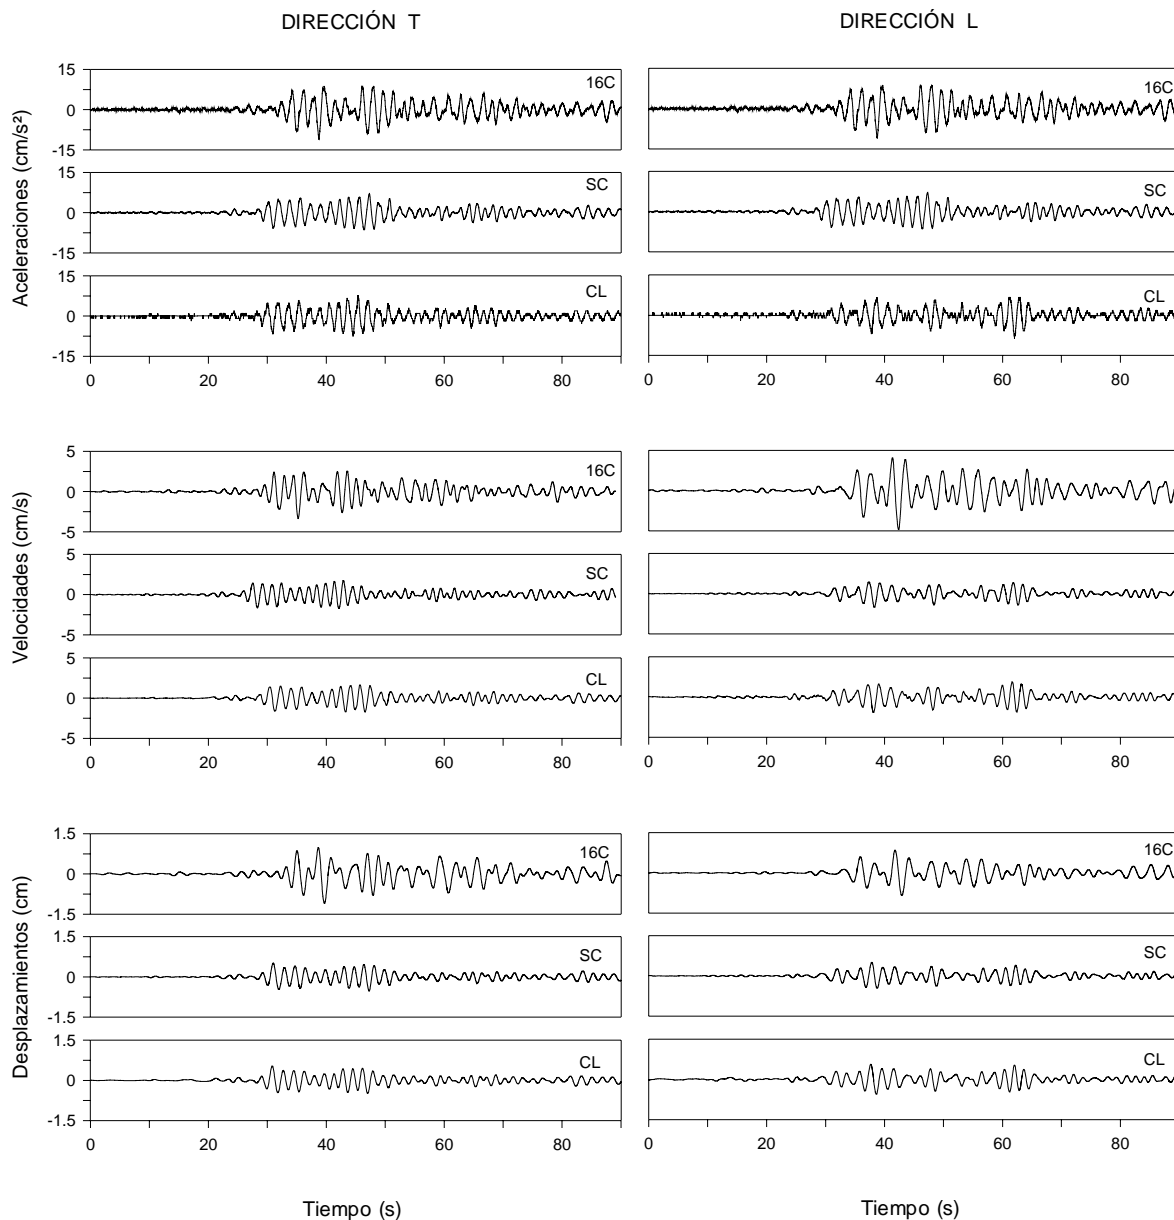 DIRECCIÓN T
DIRECCIÓN L
Aceleraciones (cm/s²)
15
0
-15
16C
16C
15
0
-15
SC
SC
15
0
-15
CL
CL
0 20 40 60 80
0 20 40 60 80
Velocidades (cm/s)
5
0
-5
16C
5
0
-5
SC
5
0
-5
CL
0 20 40 60 80
0 20 40 60 80
Desplazamientos (cm)
1.5
0
-1.5
16C
16C
1.5
0
-1.5
SC
SC
1.5
0
-1.5
CL
CL
0 20 40 60 80
0 20 40 60 80
Tiempo (s)
Tiempo (s)